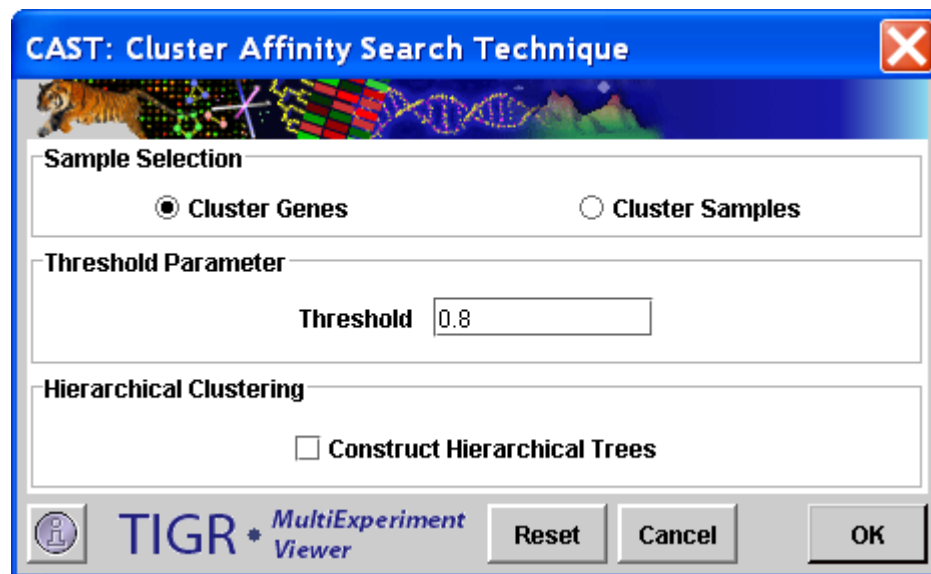 CAST: Cluster Affinity Search Technique
Sample Selection
Cluster Genes Cluster Samples
Threshold Parameter
Threshold 0.8
Hierarchical Clustering
Construct Hierarchical Trees
TIGR MultiExperiment
Viewer
Reset Cancel OK